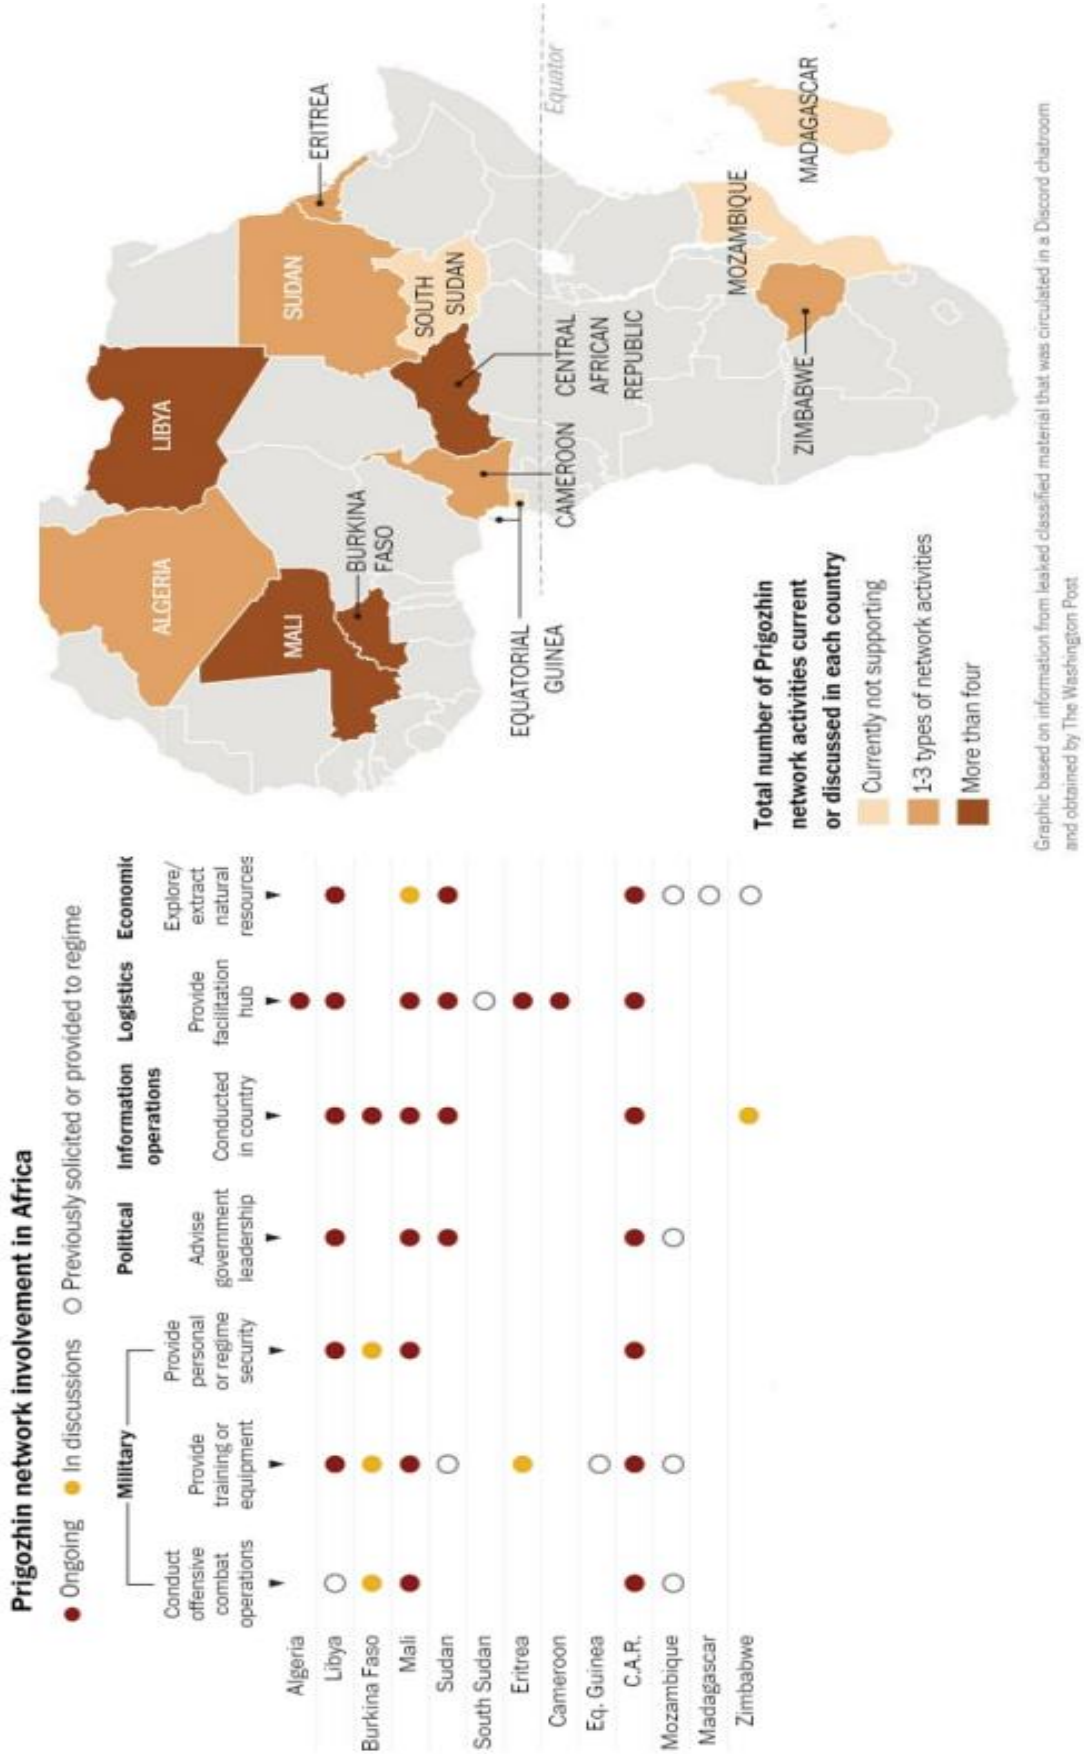 Prigozhin network involvement in Africa
Ongoing In discussions Previously solicited or provided to regime
Military Political Information Logistics Economic
operations
Conduct
offensive
combat
operations
Provide
training or
equipment
Provide
personal
or regime
security
Advise
government
leadership
Conducted
in country
Provide
facilitation
hub
Explore/
extract
natural
resources
Algeria
Libya
Burkina Faso
Mali
Sudan
South Sudan
Eritrea
Cameroon
Eq. Guinea
C.A.R.
Mozambique
Madagascar
Zimbabwe
ALGERIA
LIBYA
MALI
SUDAN
ERITREA
BURKINA
FASO
SOUTH
SUDAN
EQUATORIAL
GUINEA
CAMEROON
CENTRAL
AFRICAN
REPUBLIC
Equator
MOZAMBIQUE
ZIMBABWE
MADAGASCAR
Total number of Prigozhin
network activities current
or discussed in each country
Currently not supporting
1-3 types of network activities
More than four
Graphic based on information from leaked classified material that was circulated in a Discord chatroom
and obtained by The Washington Post